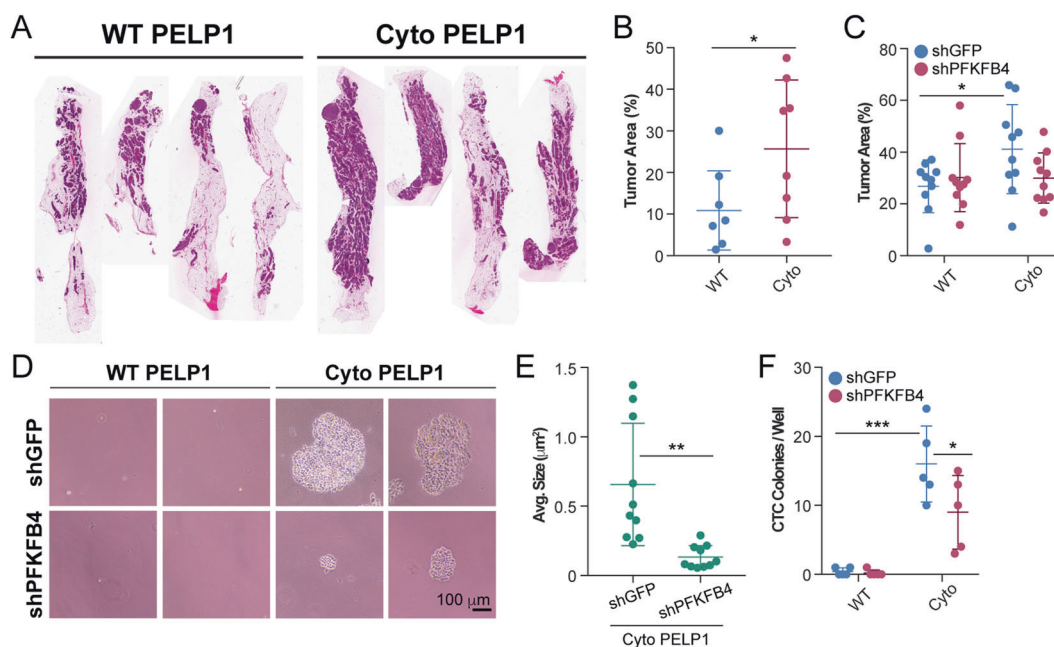 A
WT PELP1
Cyto PELP1
B
Tumor Area (%)
50
40
30
20
10
0
*
WT
Cyto
C
shGFP
shPFKFB4
Tumor Area (%)
80
60
40
20
0
*
WT
Cyto
D
WT PELP1
Cyto PELP1
shGFP
shPFKFB4
100 μm
E
Avg. Size (μm²)
1.5
1.0
0.5
0
**
shGFP
shPFKFB4
Cyto PELP1
F
shGFP
shPFKFB4
CTC Colonies / Well
30
20
10
0
***
*
WT
Cyto